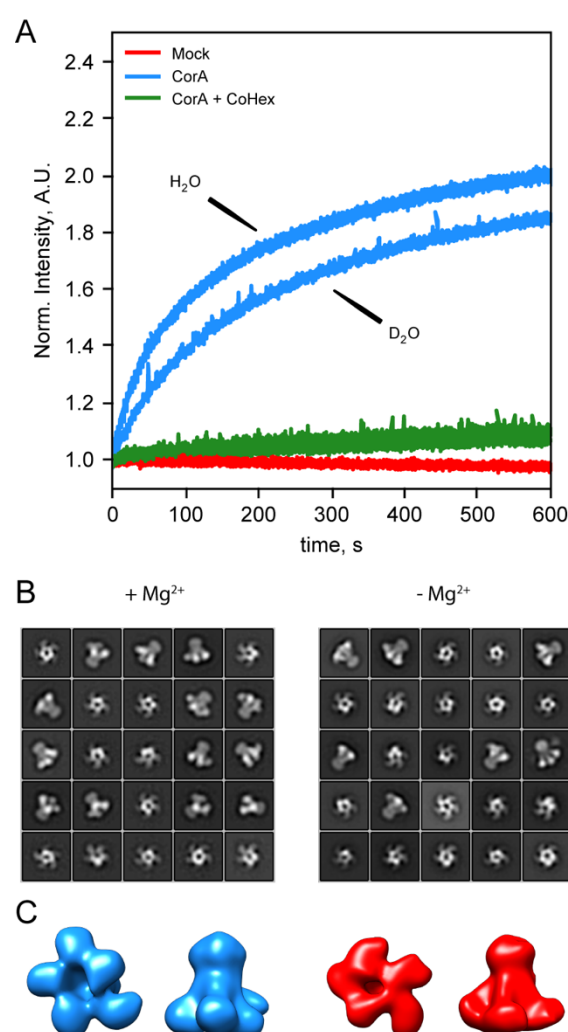 A
Mock
CorA
CorA + CoHex
H₂O
D₂O
2.4
2.2
2.0
1.8
1.6
1.4
1.2
1.0
Norm. Intensity, A.U.
0 100 200 300 400 500 600
time, s
B
+ Mg²⁺ - Mg²⁺
C